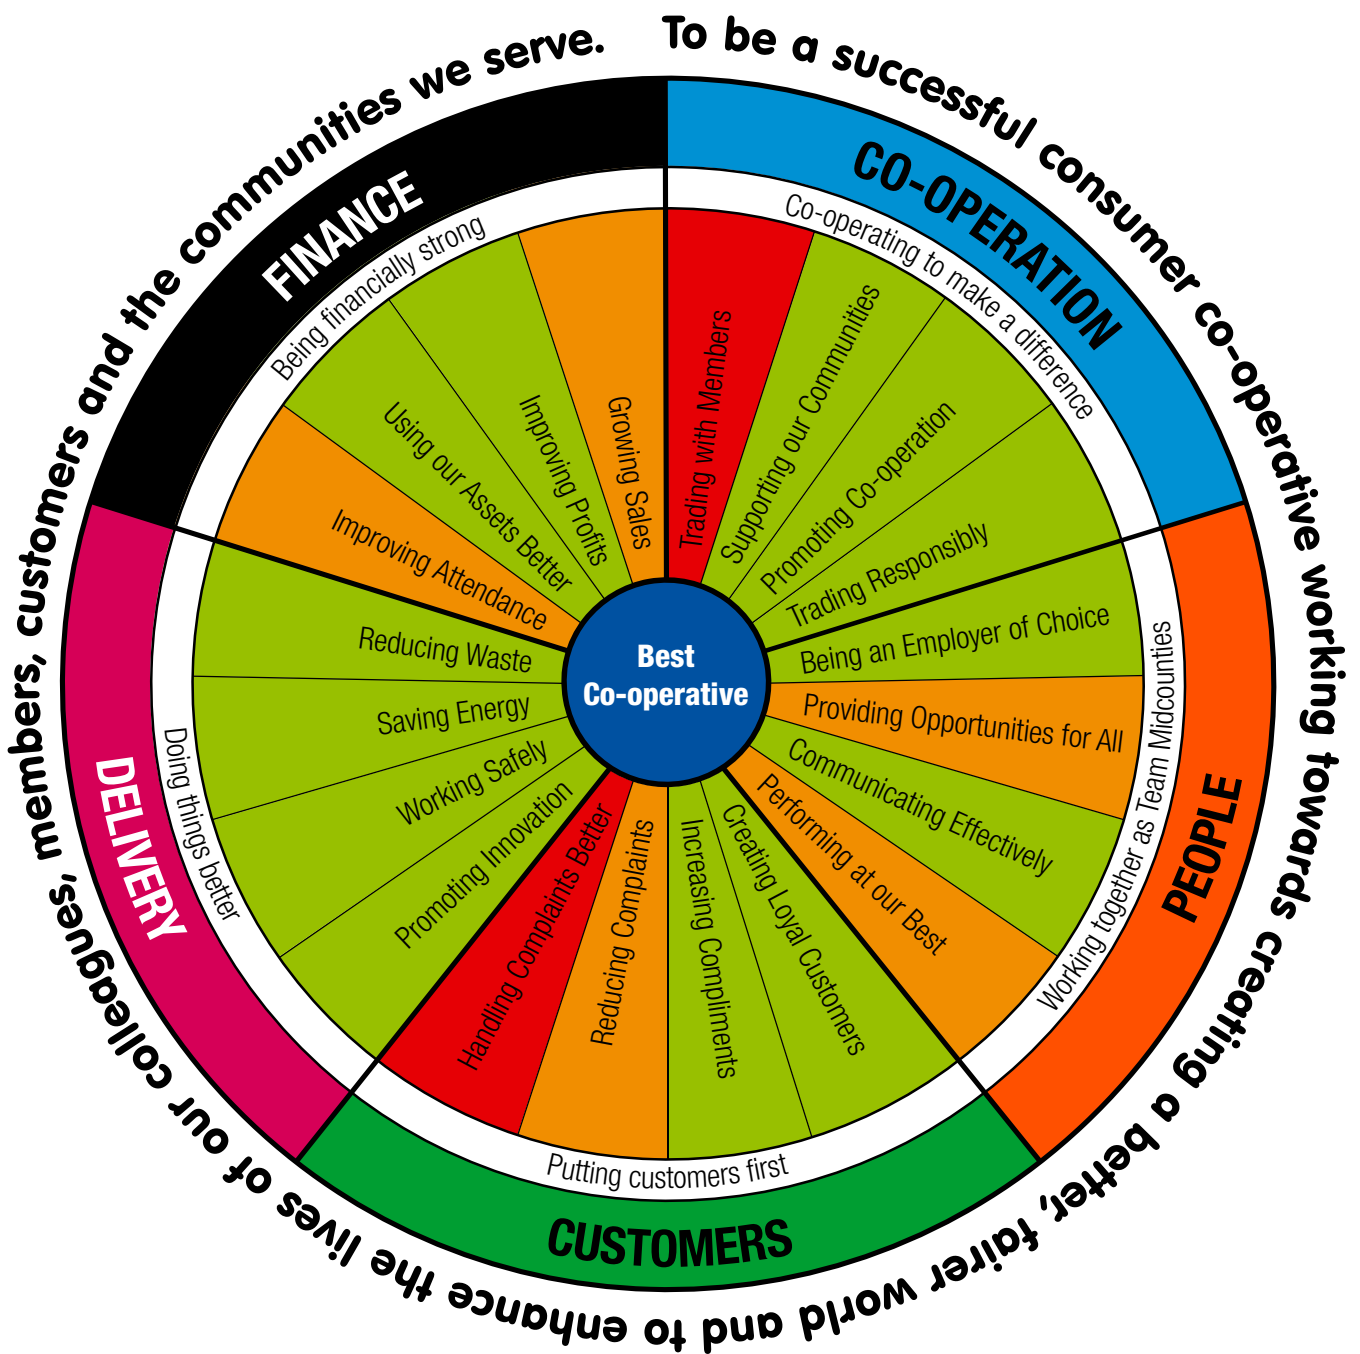 To be a successful consumer co-operative working towards creating a better, fairer world and to enhance the lives of our colleagues, members, customers and the communities we serve.
CO-OPERATION
Co-operating to make a difference
Trading with Members
Supporting our Communities
Promoting Co-operation
Trading Responsibly
PEOPLE
Working together as Team Midcounties
Being an Employer of Choice
Providing Opportunities for All
Communicating Effectively
Performing at our Best
CUSTOMERS
Putting customers first
Creating Loyal Customers
Increasing Compliments
Reducing Complaints
Handling Complaints Better
DELIVERY
Doing things better
Promoting Innovation
Working Safely
Saving Energy
Reducing Waste
FINANCE
Being financially strong
Improving Attendance
Using our Assets Better
Improving Profits
Growing Sales
Best
Co-operative